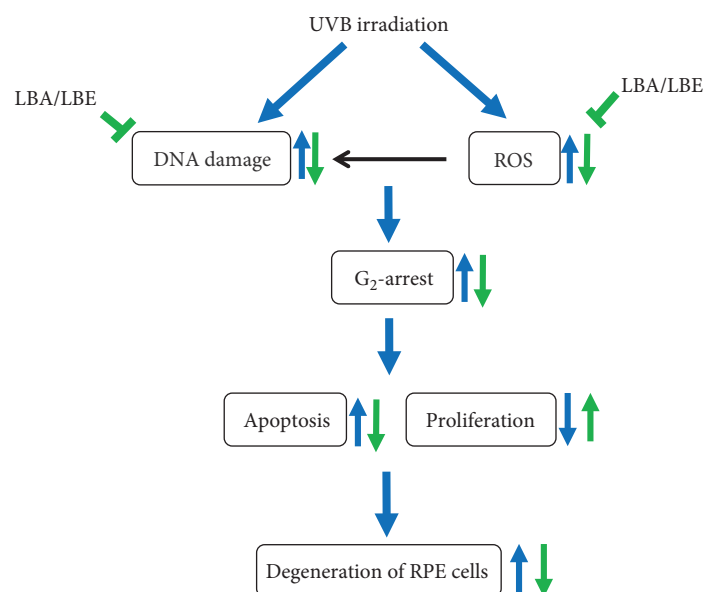 UVB irradiation
LBA/LBE
LBA/LBE
DNA damage
ROS
G₂-arrest
Apoptosis
Proliferation
Degeneration of RPE cells